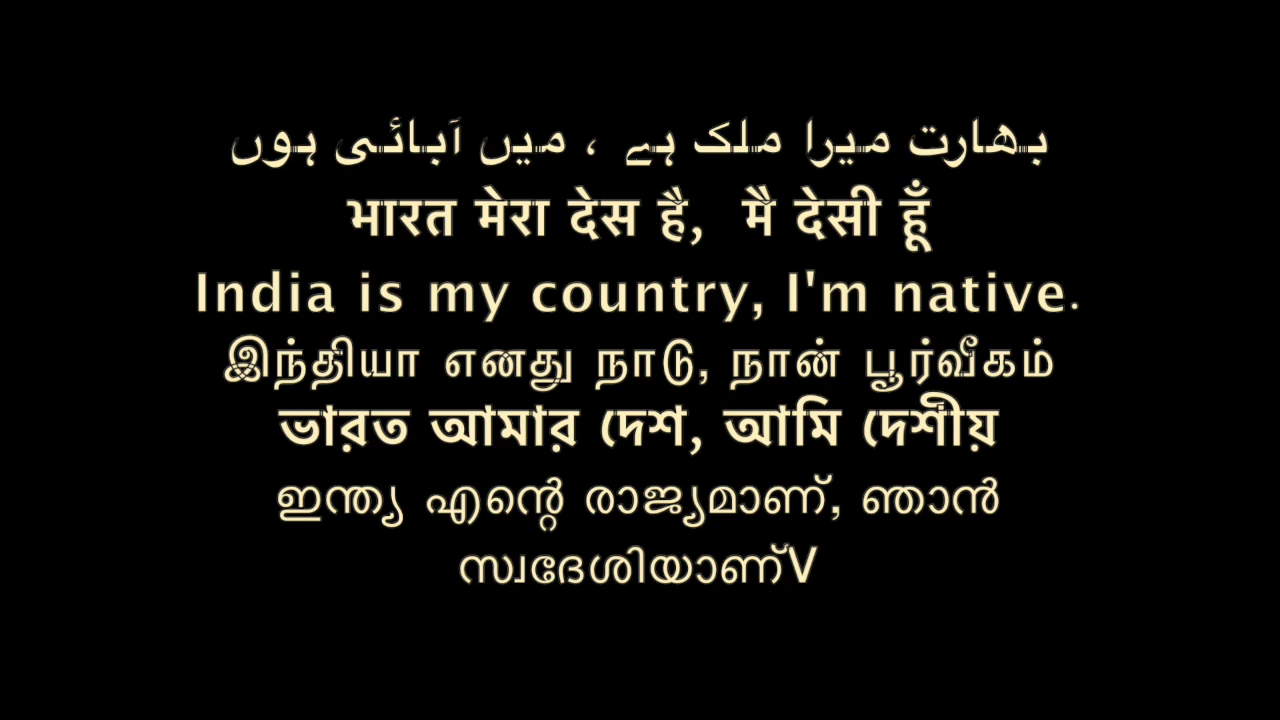 بھارت میرا ملک ہے ، میں آبائی ہوں
भारत मेरा देस है, मै देसी हूँ
India is my country, I'm native.
இந்தியா எனது நாடு, நான் பூர்வீகம்
ভারত আমার দেশ, আমি দেশীয়
ഇന്ത്യ എന്റെ രാജ്യമാണ്, ഞാൻ
സ്വദേശിയാണ്V